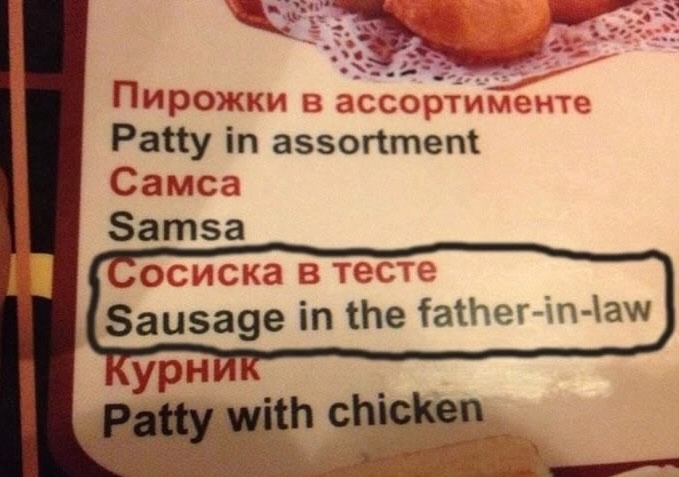 Пирожки в ассортименте
Patty in assortment
Самса
Samsa
Сосиска в тесте
Sausage in the father-in-law
Курник
Patty with chicken